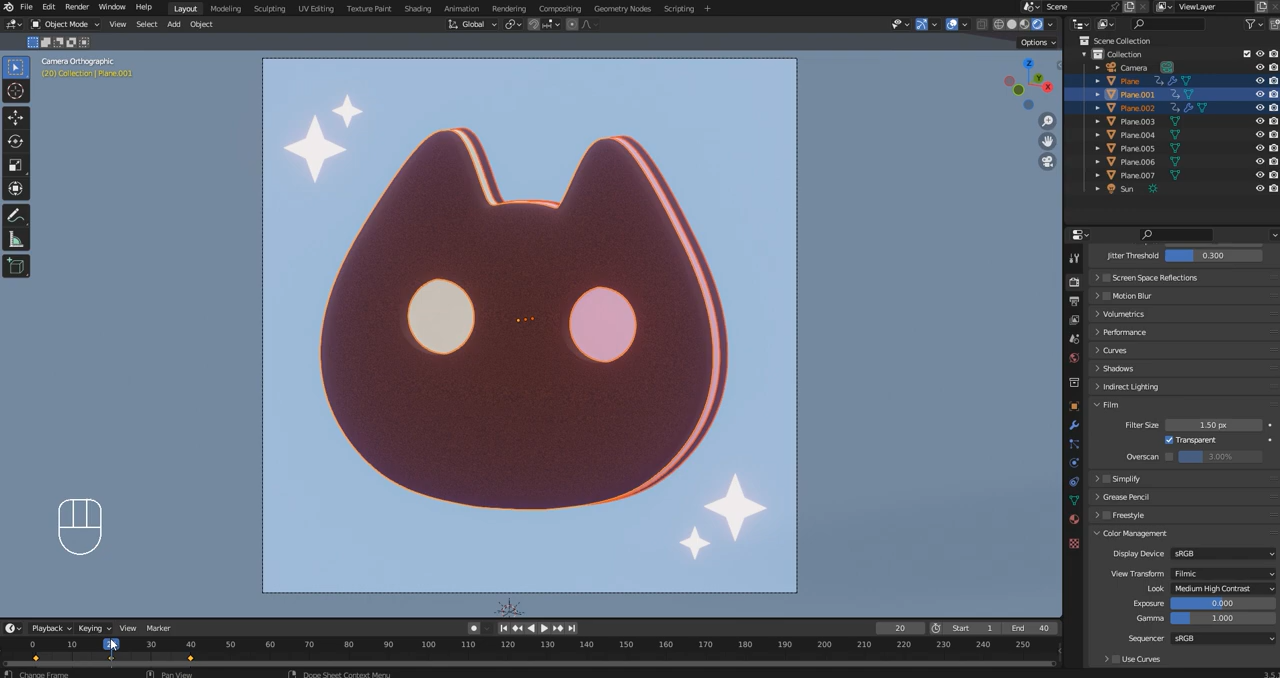 File Edit Render Window Help Layout Modeling Sculpting UV Editing Texture Paint Shading Animation Rendering Compositing Geometry Nodes Scripting + Scene ViewLayer
Object Mode View Select Add Object Global
Options
Camera Orthographic
(20) Collection | Plane.001
Z
Y
X
Scene Collection
Collection
Camera
Plane
Plane.001
Plane.002
Plane.003
Plane.004
Plane.005
Plane.006
Plane.007
Sun
Jitter Threshold 0.300
Screen Space Reflections
Motion Blur
Volumetrics
Performance
Curves
Shadows
Indirect Lighting
Film
Filter Size 1.50 px
Transparent
Overscan 3.00%
Simplify
Grease Pencil
Freestyle
Color Management
Display Device sRGB
View Transform Filmic
Look Medium High Contrast
Exposure 0.000
Gamma 1.000
Sequencer sRGB
Use Curves
Playback Keying View Marker 20 Start 1 End 40
0 10 30 40 50 60 70 80 90 100 110 120 130 140 150 160 170 180 190 200 210 220 230 240 250
Change Frame Pan View Dope Sheet Context Menu 3.5